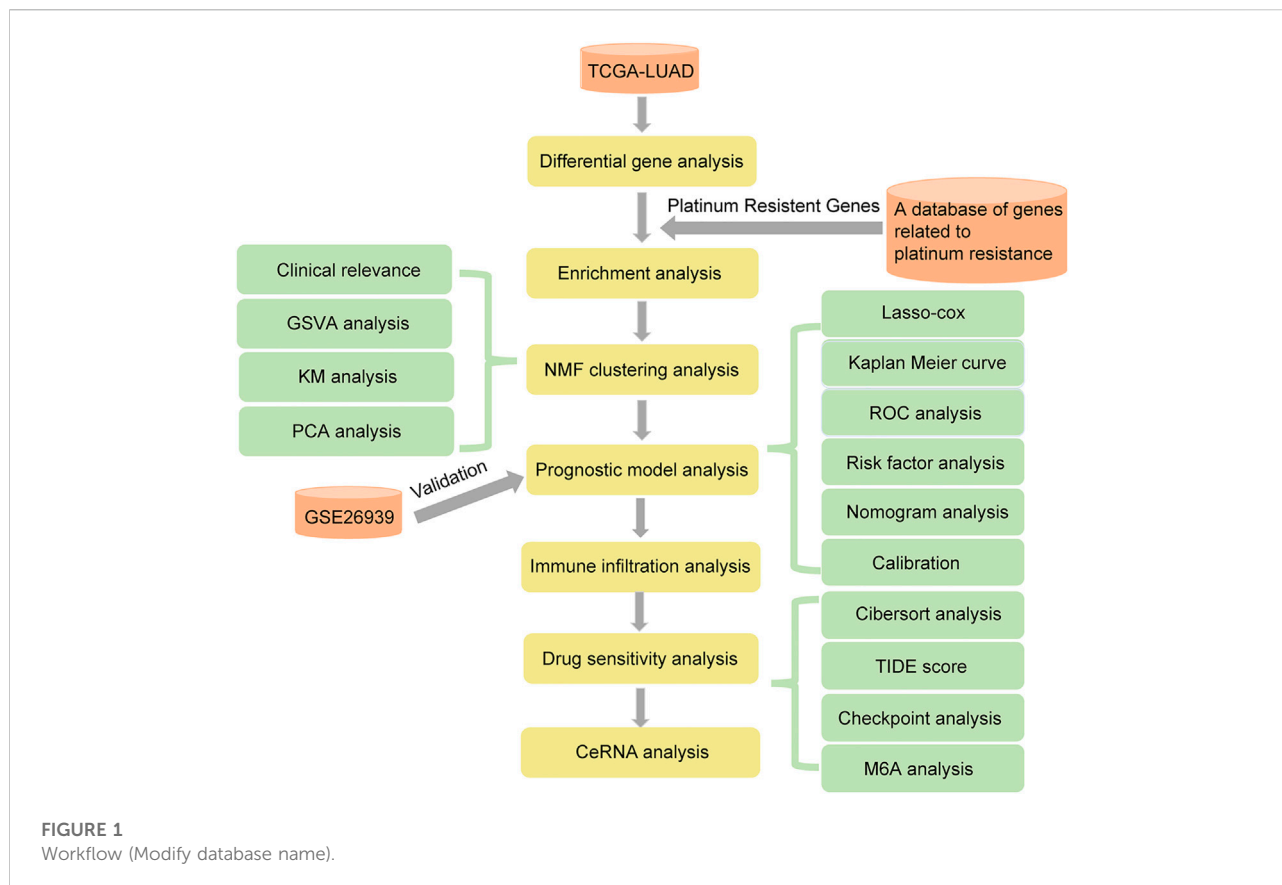 TCGA-LUAD
Differential gene analysis
Platinum Resistent Genes
A database of genes
related to
platinum resistance
Enrichment analysis
Clinical relevance
GSVA analysis
KM analysis
PCA analysis
NMF clustering analysis
Lasso-cox
Kaplan Meier curve
ROC analysis
Risk factor analysis
Nomogram analysis
Calibration
Prognostic model analysis
Validation
GSE26939
Immune infiltration analysis
Drug sensitivity analysis
Cibersort analysis
TIDE score
Checkpoint analysis
M6A analysis
CeRNA analysis
FIGURE 1
Workflow (Modify database name).